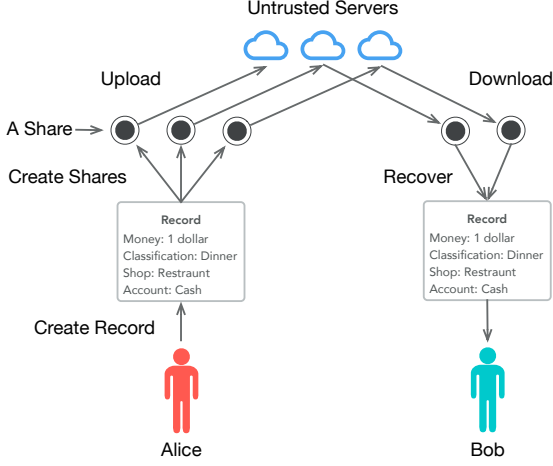 Untrusted Servers
Upload
Download
A Share
Create Shares
Recover
Record
Money: 1 dollar
Classification: Dinner
Shop: Restraunt
Account: Cash
Record
Money: 1 dollar
Classification: Dinner
Shop: Restraunt
Account: Cash
Create Record
Alice
Bob